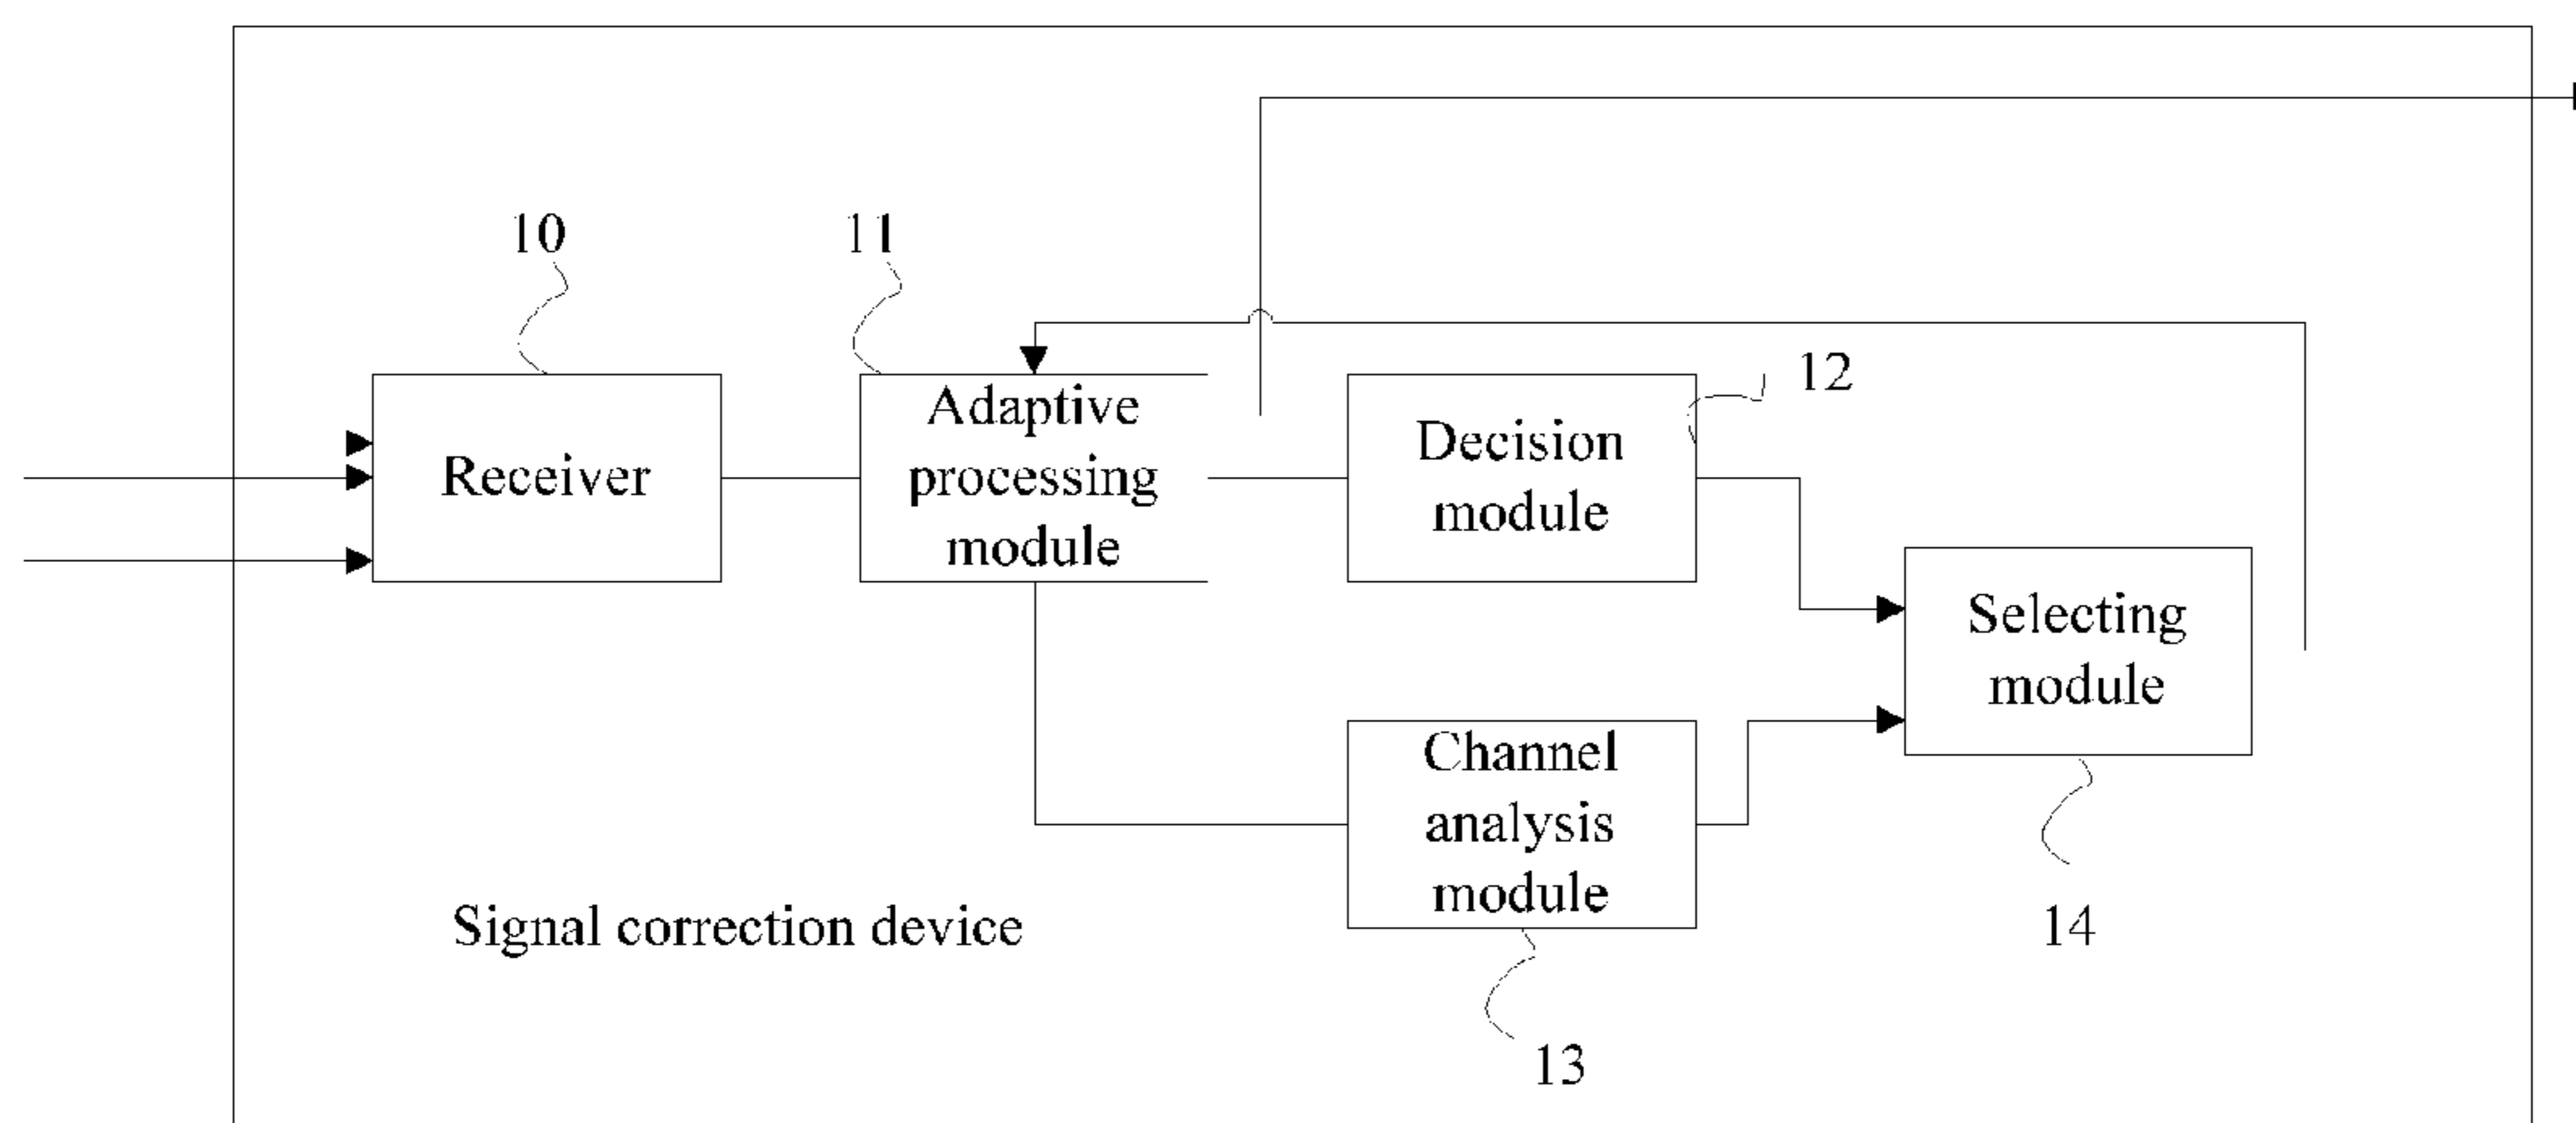 10
11
12
Receiver
Adaptive
processing
module
Decision
module
Selecting
module
Channel
analysis
module
Signal correction device
14
13